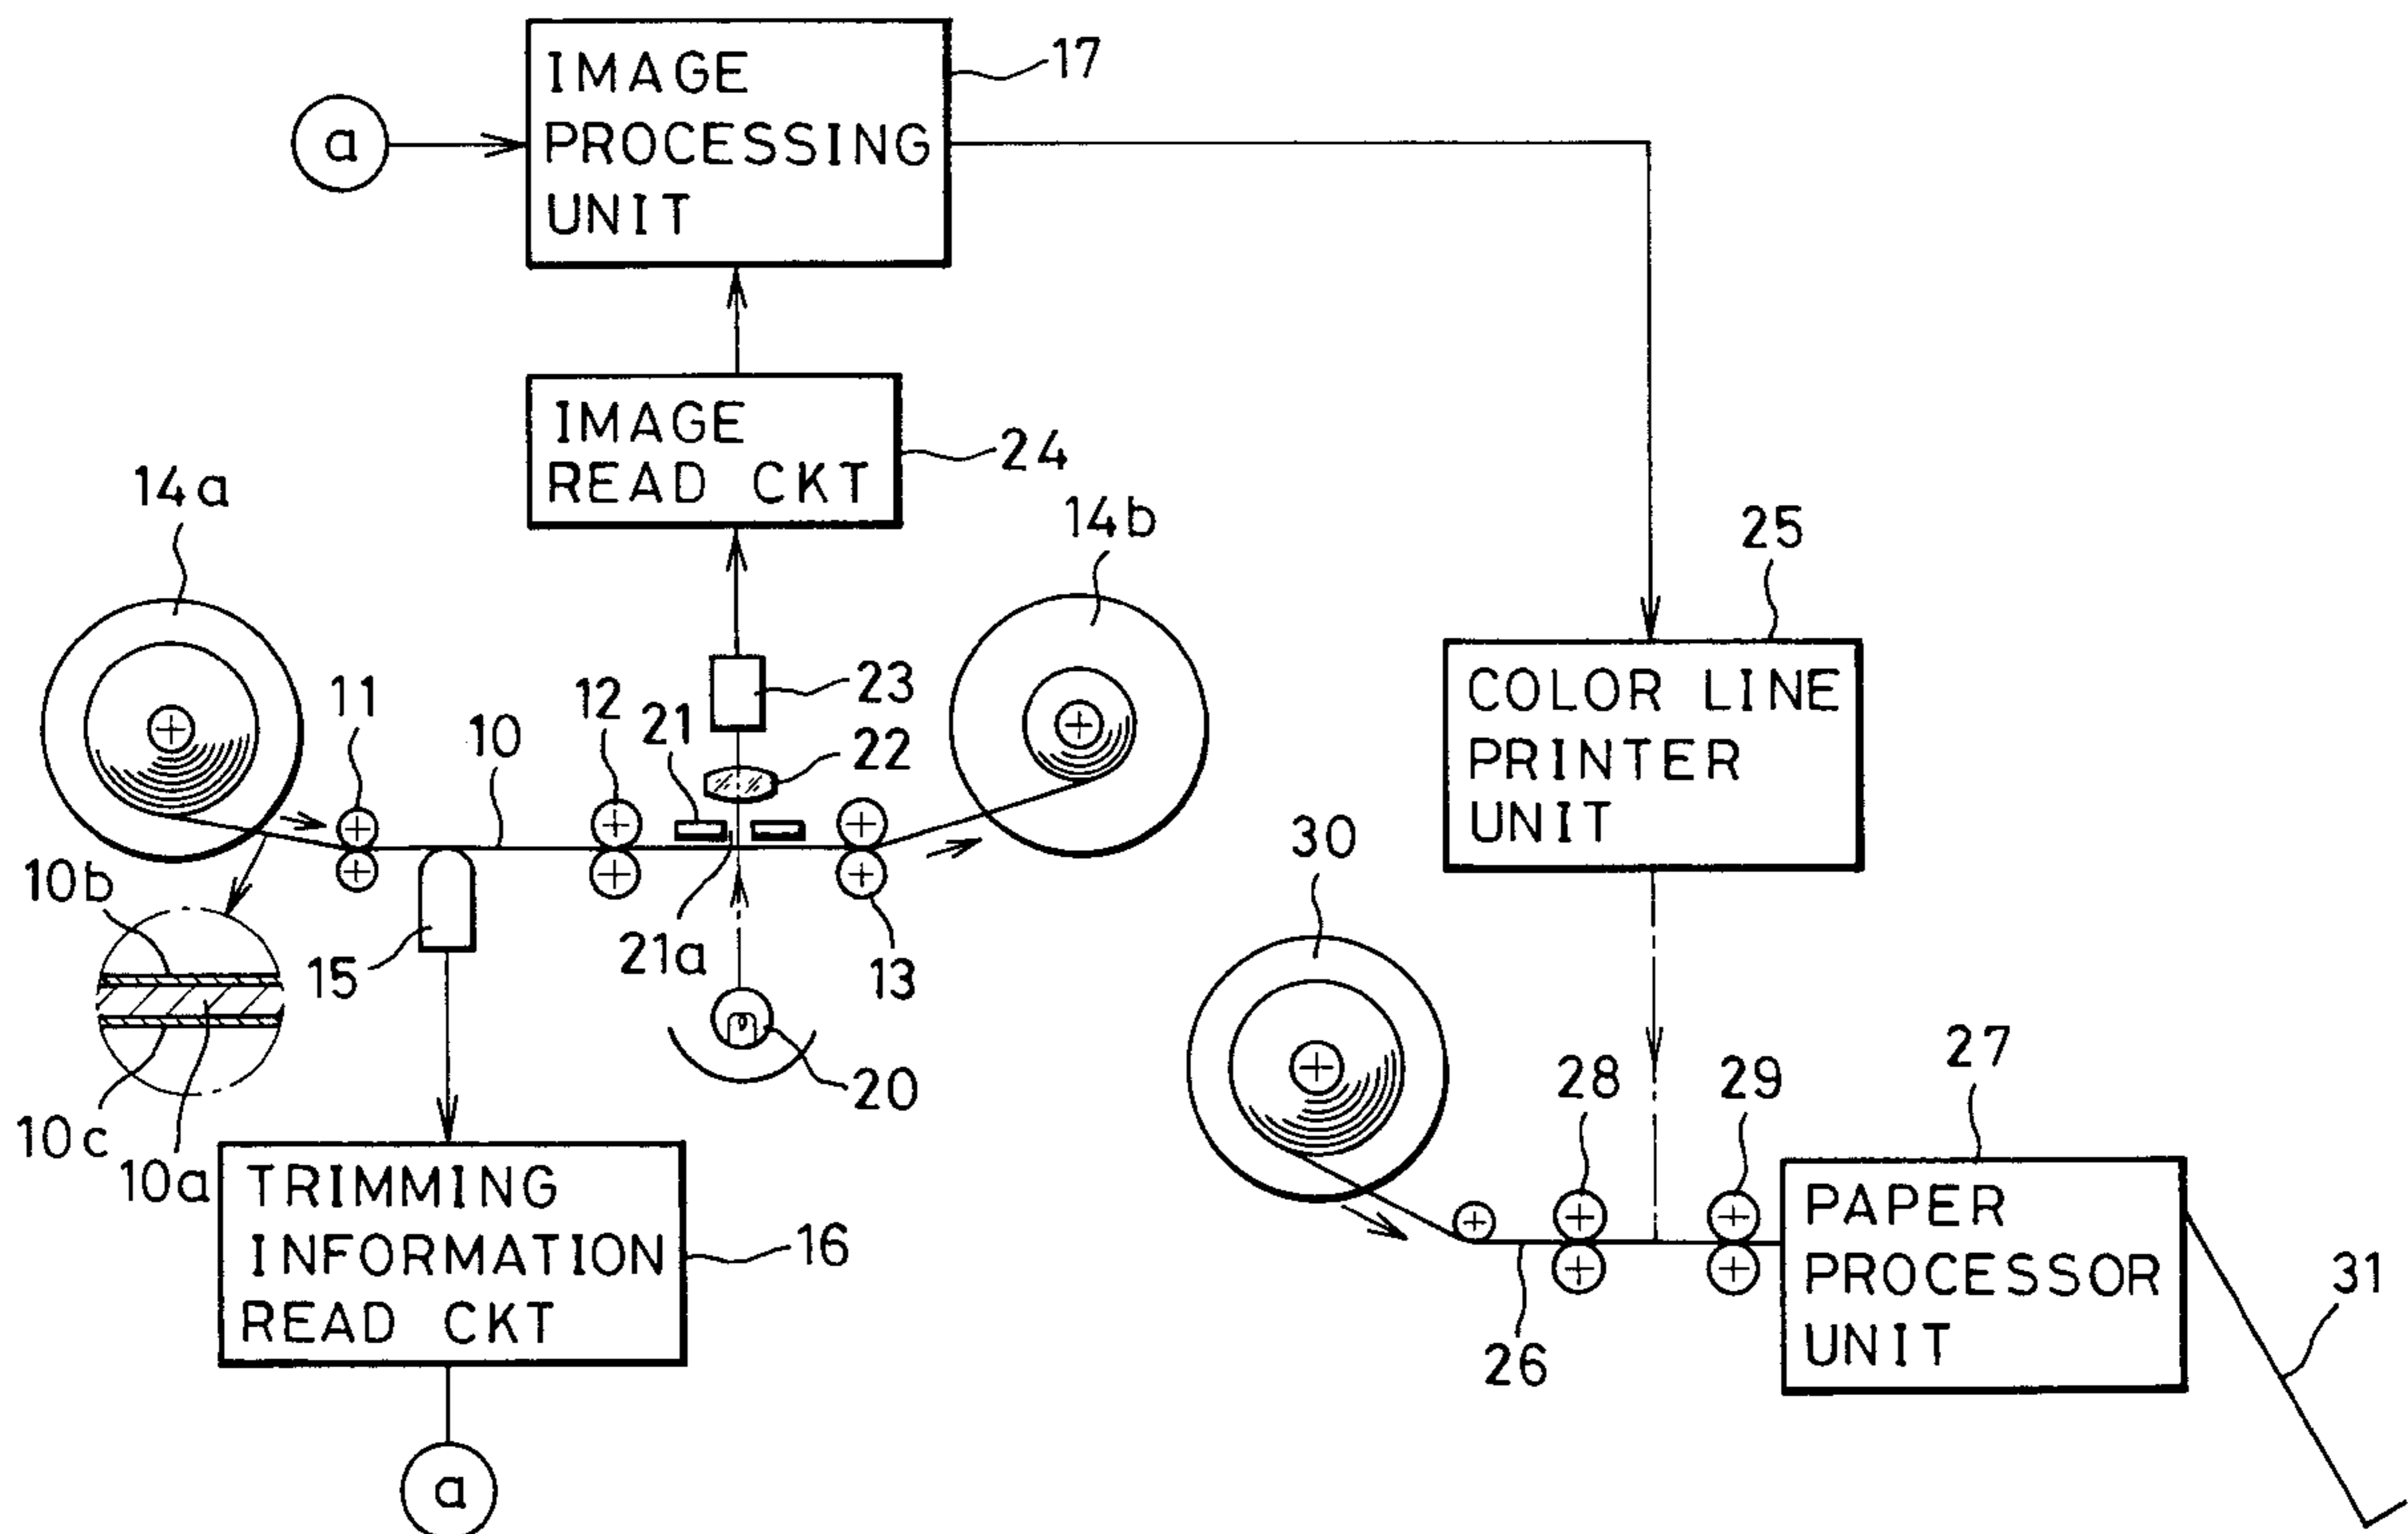 IMAGE
PROCESSING
UNIT
17
a
IMAGE
READ CKT
24
14a
14b
25
COLOR LINE
PRINTER
UNIT
11
10
12
21
23
22
10b
15
21a
13
20
10c
10a
30
28
29
27
TRIMMING
INFORMATION
READ CKT
16
PAPER
PROCESSOR
UNIT
26
31
a